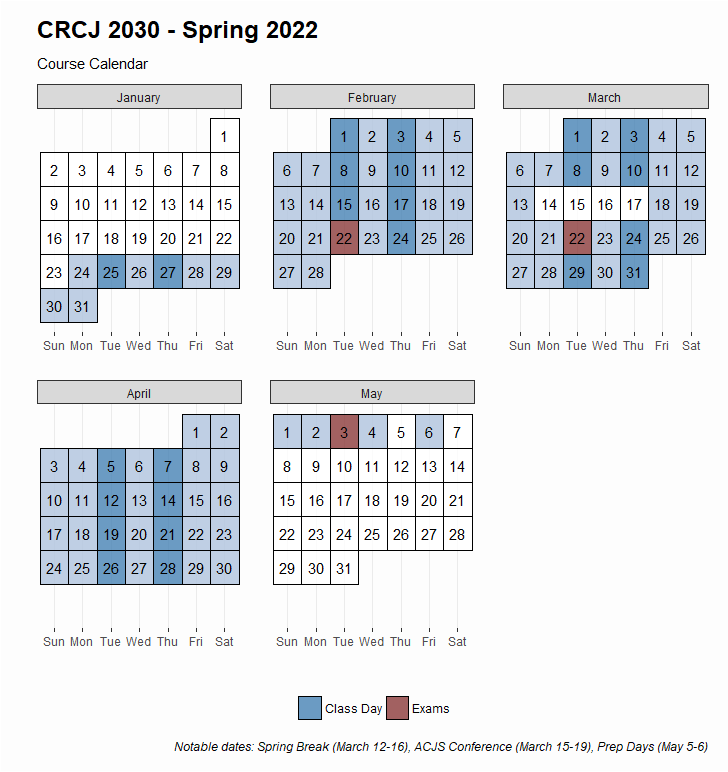 CRCJ 2030 - Spring 2022
Course Calendar
January February March
1 1 2 3 4 5 1 2 3 4 5
2 3 4 5 6 7 8 6 7 8 9 10 11 12 6 7 8 9 10 11 12
9 10 11 12 13 14 15 13 14 15 16 17 18 19 13 14 15 16 17 18 19
16 17 18 19 20 21 22 20 21 22 23 24 25 26 20 21 22 23 24 25 26
23 24 25 26 27 28 29 27 28 27 28 29 30 31
30 31
Sun Mon Tue Wed Thu Fri Sat Sun Mon Tue Wed Thu Fri Sat Sun Mon Tue Wed Thu Fri Sat
April May
1 2 1 2 3 4 5 6 7
3 4 5 6 7 8 9 8 9 10 11 12 13 14
10 11 12 13 14 15 16 15 16 17 18 19 20 21
17 18 19 20 21 22 23 22 23 24 25 26 27 28
24 25 26 27 28 29 30 29 30 31
Sun Mon Tue Wed Thu Fri Sat Sun Mon Tue Wed Thu Fri Sat
Class Day Exams
Notable dates: Spring Break (March 12-16), ACJS Conference (March 15-19), Prep Days (May 5-6)